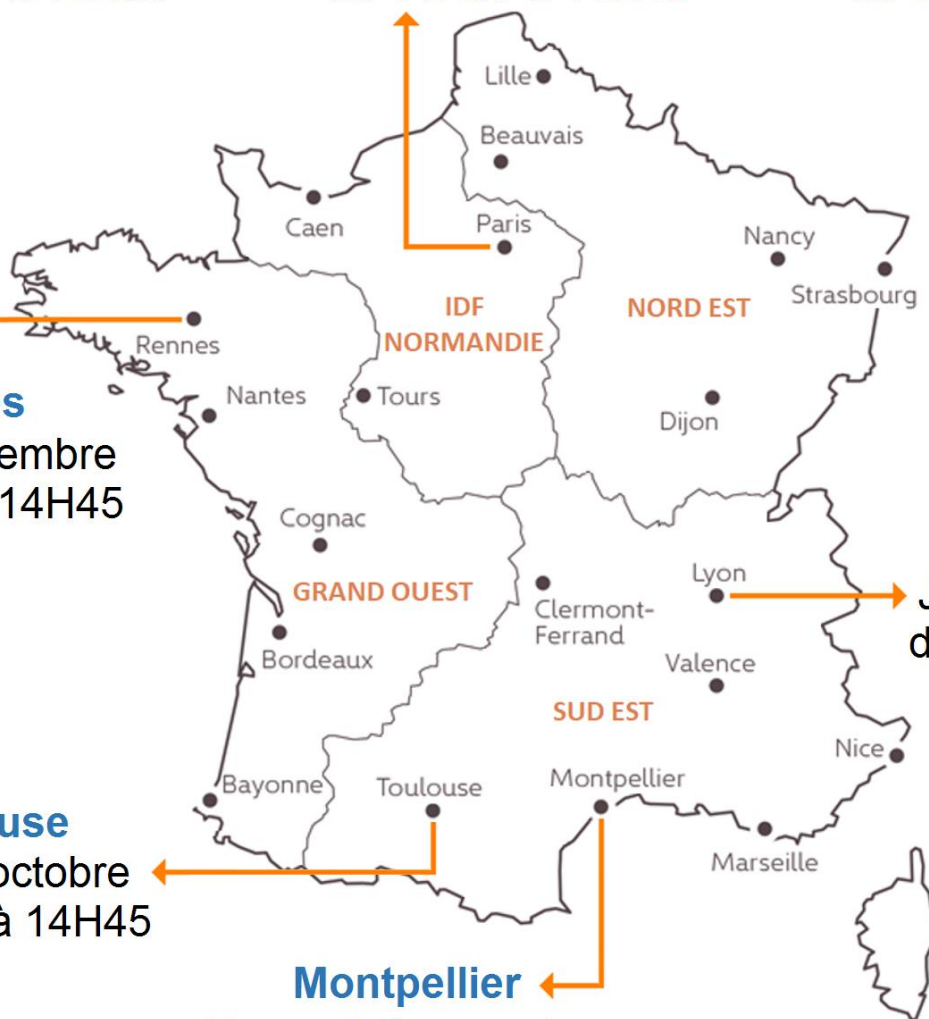 Lille
Beauvais
Caen
Paris
Nancy
Strasbourg
IDF
NORMANDIE
NORD EST
Rennes
Nantes
Tours
Dijon
s
embre
14H45
Cognac
GRAND OUEST
Clermont-
Ferrand
Lyon
d
Bordeaux
Valence
SUD EST
Nice
Bayonne
Toulouse
Montpellier
Marseille
use
octobre
à 14H45
Montpellier